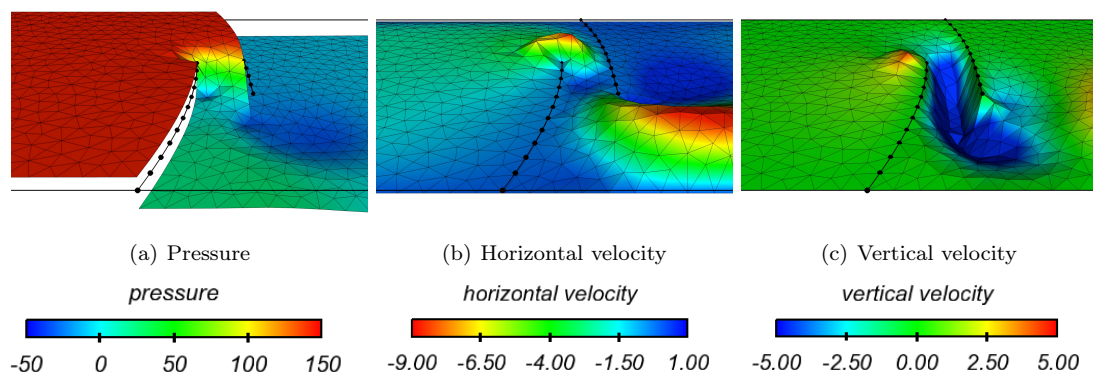 (a) Pressure (b) Horizontal velocity (c) Vertical velocity
pressure horizontal velocity vertical velocity
-50 0 50 100 150 -9.00 -6.50 -4.00 -1.50 1.00 -5.00 -2.50 0.00 2.50 5.00